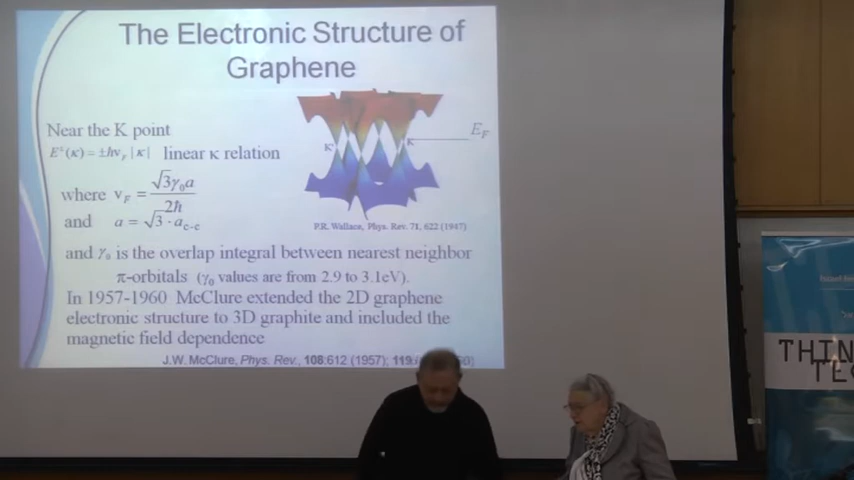 The Electronic Structure of
Graphene
Near the K point
E±(κ) = ±ħvF |κ| linear κ relation
where vF = √3γ₀a / 2ħ
and a = √3 · aC-C
K'
K
EF
P.R. Wallace, Phys. Rev. 71, 622 (1947)
and γ₀ is the overlap integral between nearest neighbor
π-orbitals (γ₀ values are from 2.9 to 3.1eV).
In 1957-1960 McClure extended the 2D graphene
electronic structure to 3D graphite and included the
magnetic field dependence
J.W. McClure, Phys. Rev., 108:612 (1957); 119
THIN
TEC